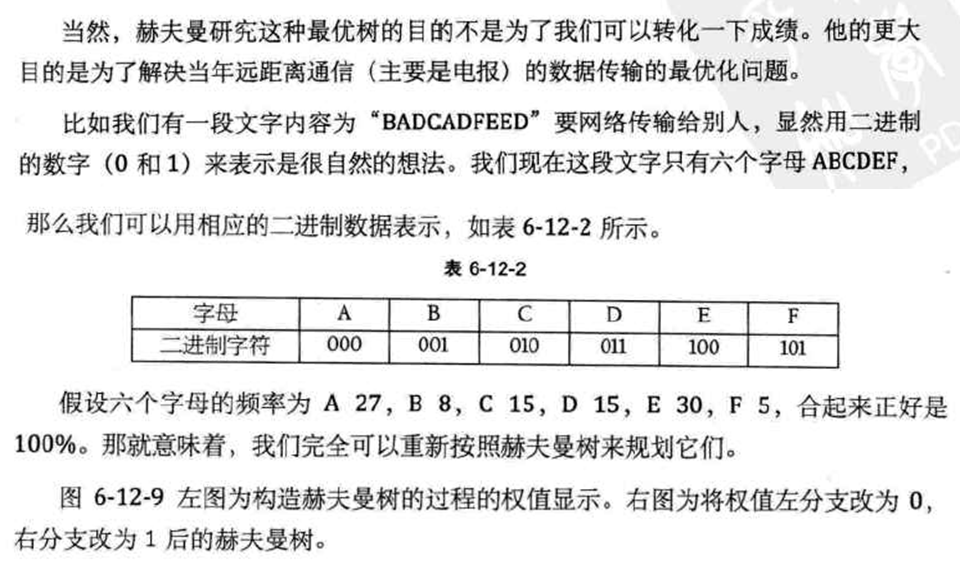 当然，赫夫曼研究这种最优树的目的不是为了我们可以转化一下成绩。他的更大
目的是为了解决当年远距离通信（主要是电报）的数据传输的最优化问题。
比如我们有一段文字内容为“BADCADFEED”要网络传输给别人，显然用二进制
的数字（0 和 1）来表示是很自然的想法。我们现在这段文字只有六个字母 ABCDEF，
那么我们可以用相应的二进制数据表示，如表 6-12-2 所示。
表 6-12-2
字母 A B C D E F
二进制字符 000 001 010 011 100 101
假设六个字母的频率为 A 27，B 8，C 15，D 15，E 30，F 5，合起来正好是
100%。那就意味着，我们完全可以重新按照赫夫曼树来规划它们。
图 6-12-9 左图为构造赫夫曼树的过程的权值显示。右图为将权值左分支改为 0，
右分支改为 1 后的赫夫曼树。